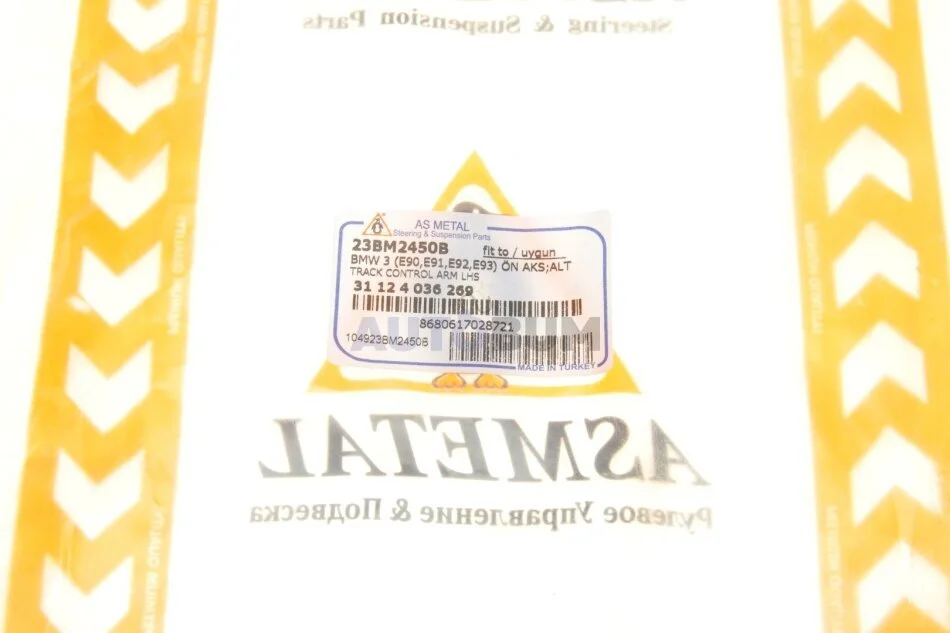 Steering & Suspension Parts
AS METAL
Steering & Suspension Parts
23BM2450B fit to / uygun
BMW 3 (E90,E91,E92,E93) ÖN AKS;ALT
TRACK CONTROL ARM LHS
31 12 4 036 269
8680617028721
AUTOBUM
104923BM2450B
MADE IN TURKEY
ASMETAL
Рулевое Управление & Подвеска